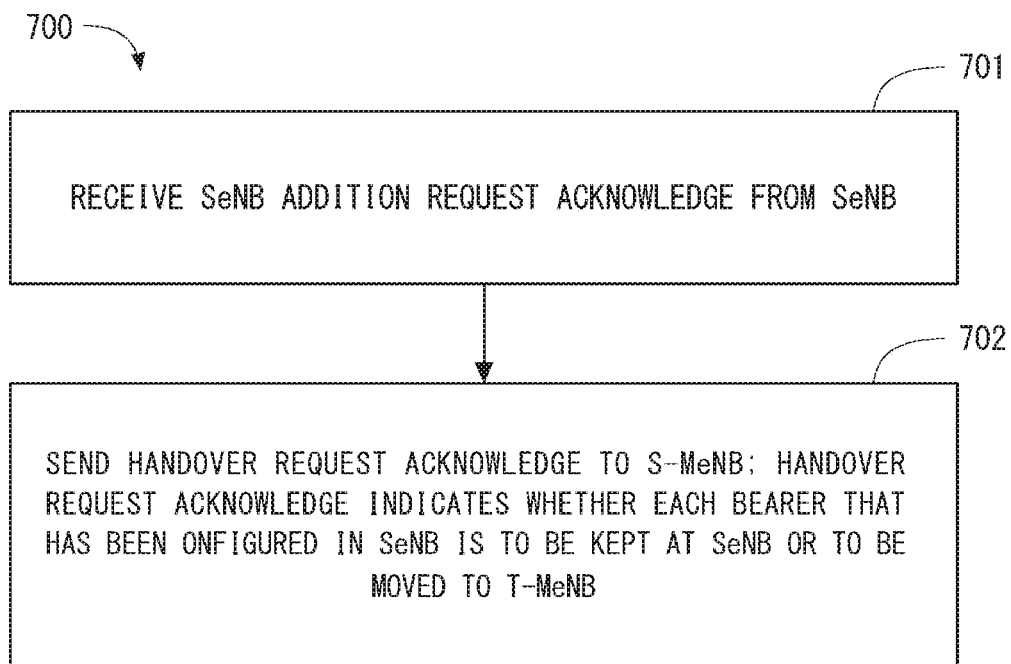 700
701
RECEIVE SeNB ADDITION REQUEST ACKNOWLEDGE FROM SeNB
702
SEND HANDOVER REQUEST ACKNOWLEDGE TO S-MeNB; HANDOVER
REQUEST ACKNOWLEDGE INDICATES WHETHER EACH BEARER THAT
HAS BEEN ONFIGURED IN SeNB IS TO BE KEPT AT SeNB OR TO BE
MOVED TO T-MeNB